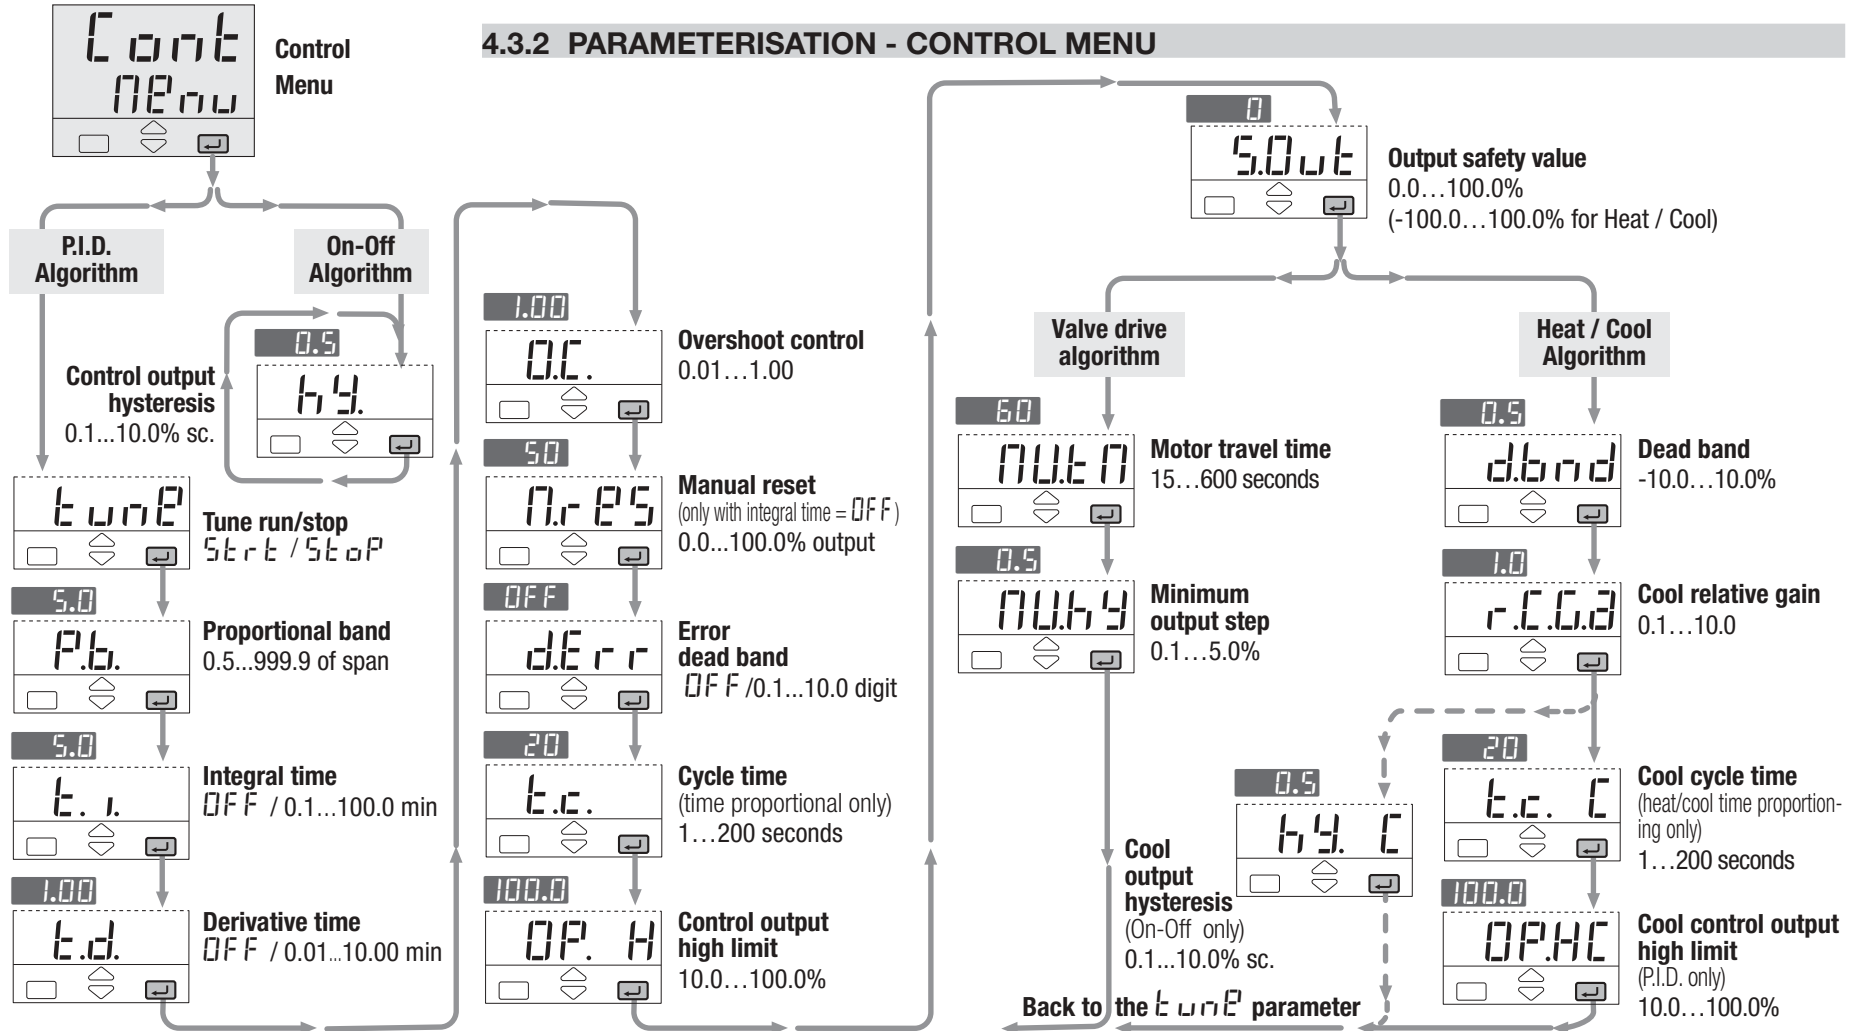 Cont
MEnu
Control
Menu
4.3.2 PARAMETERISATION - CONTROL MENU
P.I.D.
Algorithm
On-Off
Algorithm
0.5
hy.
Control output
hysteresis
0.1...10.0% sc.
tunE
Tune run/stop
Strt / StoP
5.0
P.b.
Proportional band
0.5...999.9 of span
5.0
t.i.
Integral time
OFF / 0.1...100.0 min
1.00
t.d.
Derivative time
OFF / 0.01...10.00 min
1.00
O.C.
Overshoot control
0.01…1.00
50
M.rES
Manual reset
(only with integral time = OFF)
0.0...100.0% output
OFF
d.Err
Error
dead band
OFF /0.1...10.0 digit
20
t.c.
Cycle time
(time proportional only)
1…200 seconds
100.0
OP. H
Control output
high limit
10.0…100.0%
0
S.Out
Output safety value
0.0…100.0%
(-100.0…100.0% for Heat / Cool)
Valve drive
algorithm
60
MV.tM
Motor travel time
15…600 seconds
0.5
MV.hy
Minimum
output step
0.1…5.0%
Heat / Cool
Algorithm
0.5
d.bnd
Dead band
-10.0…10.0%
1.0
r.C.Ga
Cool relative gain
0.1…10.0
0.5
hy. C
Cool
output
hysteresis
(On-Off only)
0.1...10.0% sc.
20
t.c. C
Cool cycle time
(heat/cool time proportion-
ing only)
1…200 seconds
100.0
OP.HC
Cool control output
high limit
(P.I.D. only)
10.0…100.0%
Back to the tunE parameter